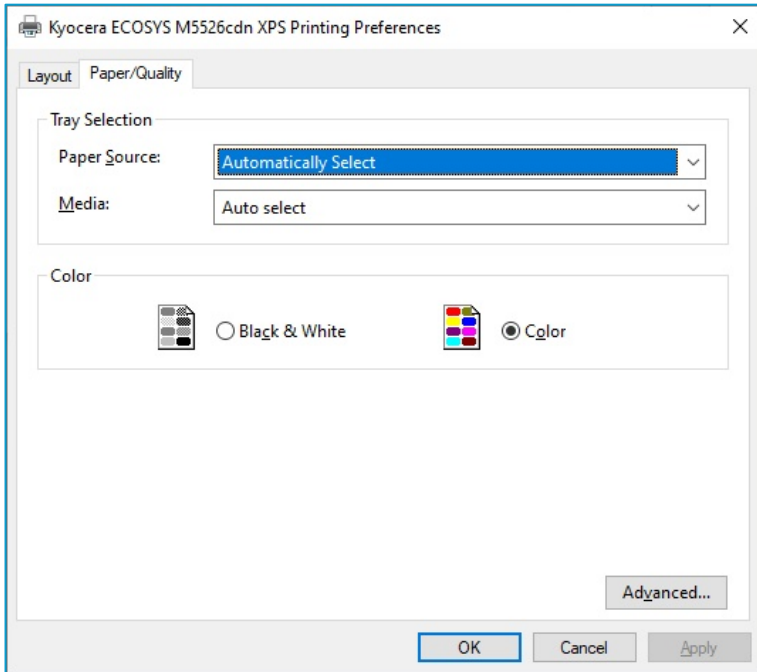 Kyocera ECOSYS M5526cdn XPS Printing Preferences
Layout Paper/Quality
Tray Selection
Paper Source: Automatically Select
Media: Auto select
Color
Black & White Color
Advanced...
OK Cancel Apply